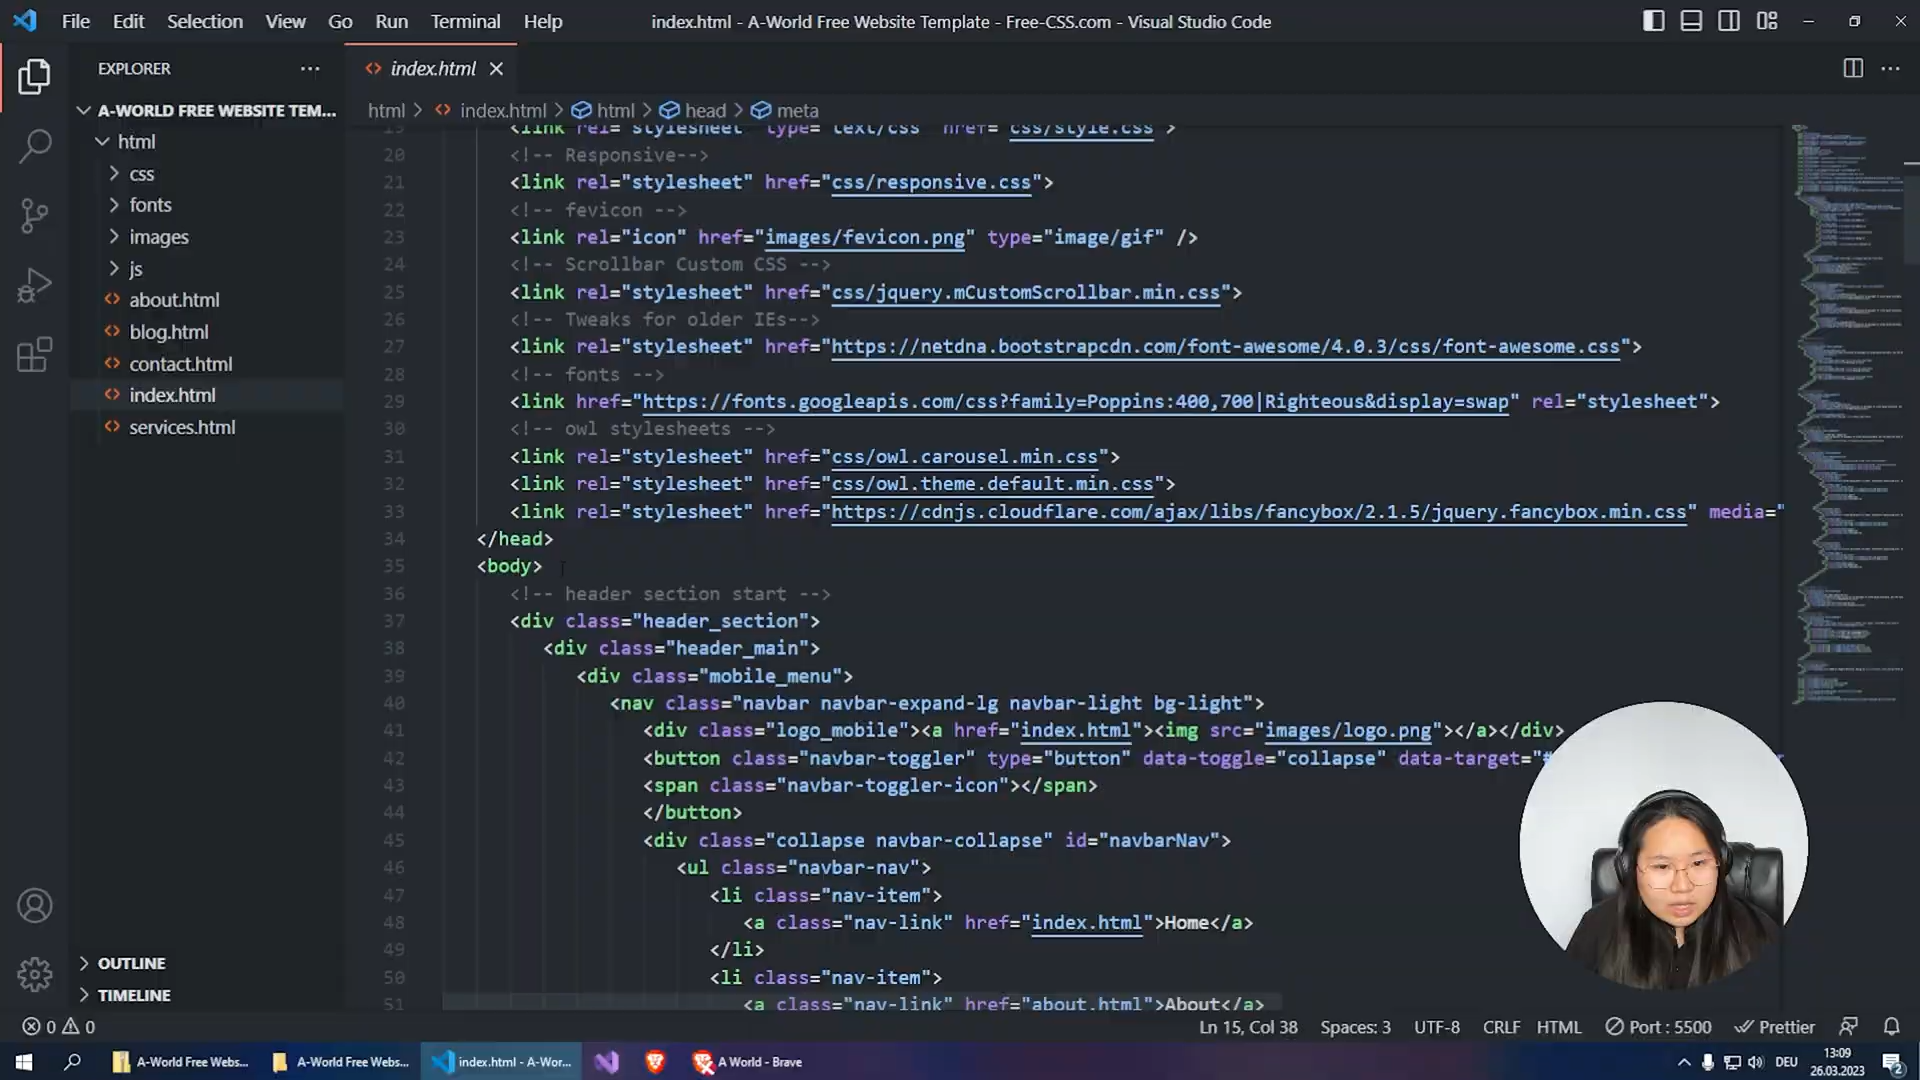 File Edit Selection View Go Run Terminal Help
index.html - A-World Free Website Template - Free-CSS.com - Visual Studio Code
EXPLORER
A-WORLD FREE WEBSITE TEM...
html
css
fonts
images
js
about.html
blog.html
contact.html
index.html
services.html
OUTLINE
TIMELINE
index.html
html > index.html > html > head > meta
19 <link rel="stylesheet" type="text/css" href="css/style.css">
20 <!-- Responsive-->
21 <link rel="stylesheet" href="css/responsive.css">
22 <!-- fevicon -->
23 <link rel="icon" href="images/fevicon.png" type="image/gif" />
24 <!-- Scrollbar Custom CSS -->
25 <link rel="stylesheet" href="css/jquery.mCustomScrollbar.min.css">
26 <!-- Tweaks for older IEs-->
27 <link rel="stylesheet" href="https://netdna.bootstrapcdn.com/font-awesome/4.0.3/css/font-awesome.css">
28 <!-- fonts -->
29 <link href="https://fonts.googleapis.com/css?family=Poppins:400,700|Righteous&display=swap" rel="stylesheet">
30 <!-- owl stylesheets -->
31 <link rel="stylesheet" href="css/owl.carousel.min.css">
32 <link rel="stylesheet" href="css/owl.theme.default.min.css">
33 <link rel="stylesheet" href="https://cdnjs.cloudflare.com/ajax/libs/fancybox/2.1.5/jquery.fancybox.min.css" media="
34 </head>
35 <body>
36 <!-- header section start -->
37 <div class="header_section">
38 <div class="header_main">
39 <div class="mobile_menu">
40 <nav class="navbar navbar-expand-lg navbar-light bg-light">
41 <div class="logo_mobile"><a href="index.html"><img src="images/logo.png"></a></div>
42 <button class="navbar-toggler" type="button" data-toggle="collapse" data-target="#
43 <span class="navbar-toggler-icon"></span>
44 </button>
45 <div class="collapse navbar-collapse" id="navbarNav">
46 <ul class="navbar-nav">
47 <li class="nav-item">
48 <a class="nav-link" href="index.html">Home</a>
49 </li>
50 <li class="nav-item">
51 <a class="nav-link" href="about.html">About</a>
0 0
Ln 15, Col 38 Spaces: 3 UTF-8 CRLF HTML Port : 5500 Prettier
A-World Free Webs... A-World Free Webs... index.html - A-Wor... A World - Brave
DEU
13:09
26.03.2023
2